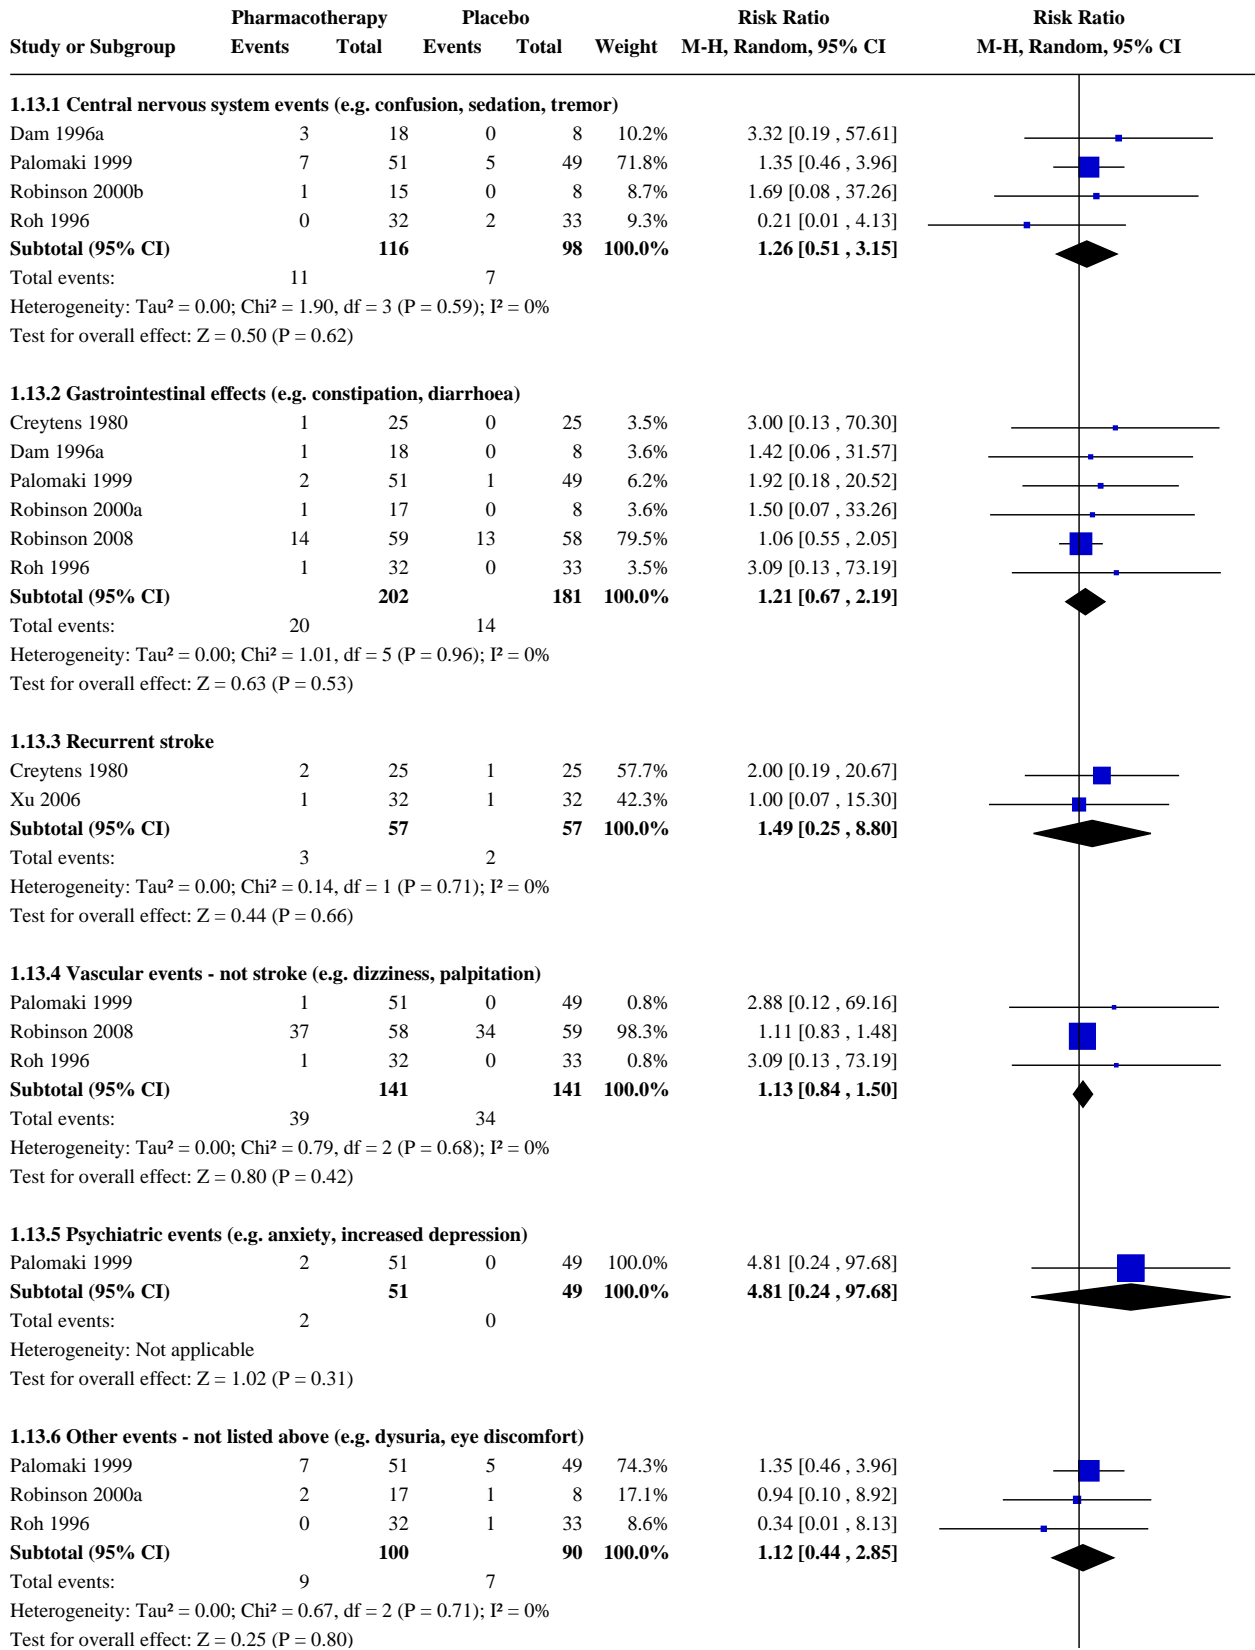 Pharmacotherapy Placebo Risk Ratio Risk Ratio
Study or Subgroup Events Total Events Total Weight M-H, Random, 95% CI M-H, Random, 95% CI
1.13.1 Central nervous system events (e.g. confusion, sedation, tremor)
Dam 1996a 3 18 0 8 10.2% 3.32 [0.19 , 57.61]
Palomaki 1999 7 51 5 49 71.8% 1.35 [0.46 , 3.96]
Robinson 2000b 1 15 0 8 8.7% 1.69 [0.08 , 37.26]
Roh 1996 0 32 2 33 9.3% 0.21 [0.01 , 4.13]
Subtotal (95% CI) 116 98 100.0% 1.26 [0.51 , 3.15]
Total events: 11 7
Heterogeneity: Tau² = 0.00; Chi² = 1.90, df = 3 (P = 0.59); I² = 0%
Test for overall effect: Z = 0.50 (P = 0.62)
1.13.2 Gastrointestinal effects (e.g. constipation, diarrhoea)
Creytens 1980 1 25 0 25 3.5% 3.00 [0.13 , 70.30]
Dam 1996a 1 18 0 8 3.6% 1.42 [0.06 , 31.57]
Palomaki 1999 2 51 1 49 6.2% 1.92 [0.18 , 20.52]
Robinson 2000a 1 17 0 8 3.6% 1.50 [0.07 , 33.26]
Robinson 2008 14 59 13 58 79.5% 1.06 [0.55 , 2.05]
Roh 1996 1 32 0 33 3.5% 3.09 [0.13 , 73.19]
Subtotal (95% CI) 202 181 100.0% 1.21 [0.67 , 2.19]
Total events: 20 14
Heterogeneity: Tau² = 0.00; Chi² = 1.01, df = 5 (P = 0.96); I² = 0%
Test for overall effect: Z = 0.63 (P = 0.53)
1.13.3 Recurrent stroke
Creytens 1980 2 25 1 25 57.7% 2.00 [0.19 , 20.67]
Xu 2006 1 32 1 32 42.3% 1.00 [0.07 , 15.30]
Subtotal (95% CI) 57 57 100.0% 1.49 [0.25 , 8.80]
Total events: 3 2
Heterogeneity: Tau² = 0.00; Chi² = 0.14, df = 1 (P = 0.71); I² = 0%
Test for overall effect: Z = 0.44 (P = 0.66)
1.13.4 Vascular events - not stroke (e.g. dizziness, palpitation)
Palomaki 1999 1 51 0 49 0.8% 2.88 [0.12 , 69.16]
Robinson 2008 37 58 34 59 98.3% 1.11 [0.83 , 1.48]
Roh 1996 1 32 0 33 0.8% 3.09 [0.13 , 73.19]
Subtotal (95% CI) 141 141 100.0% 1.13 [0.84 , 1.50]
Total events: 39 34
Heterogeneity: Tau² = 0.00; Chi² = 0.79, df = 2 (P = 0.68); I² = 0%
Test for overall effect: Z = 0.80 (P = 0.42)
1.13.5 Psychiatric events (e.g. anxiety, increased depression)
Palomaki 1999 2 51 0 49 100.0% 4.81 [0.24 , 97.68]
Subtotal (95% CI) 51 49 100.0% 4.81 [0.24 , 97.68]
Total events: 2 0
Heterogeneity: Not applicable
Test for overall effect: Z = 1.02 (P = 0.31)
1.13.6 Other events - not listed above (e.g. dysuria, eye discomfort)
Palomaki 1999 7 51 5 49 74.3% 1.35 [0.46 , 3.96]
Robinson 2000a 2 17 1 8 17.1% 0.94 [0.10 , 8.92]
Roh 1996 0 32 1 33 8.6% 0.34 [0.01 , 8.13]
Subtotal (95% CI) 100 90 100.0% 1.12 [0.44 , 2.85]
Total events: 9 7
Heterogeneity: Tau² = 0.00; Chi² = 0.67, df = 2 (P = 0.71); I² = 0%
Test for overall effect: Z = 0.25 (P = 0.80)